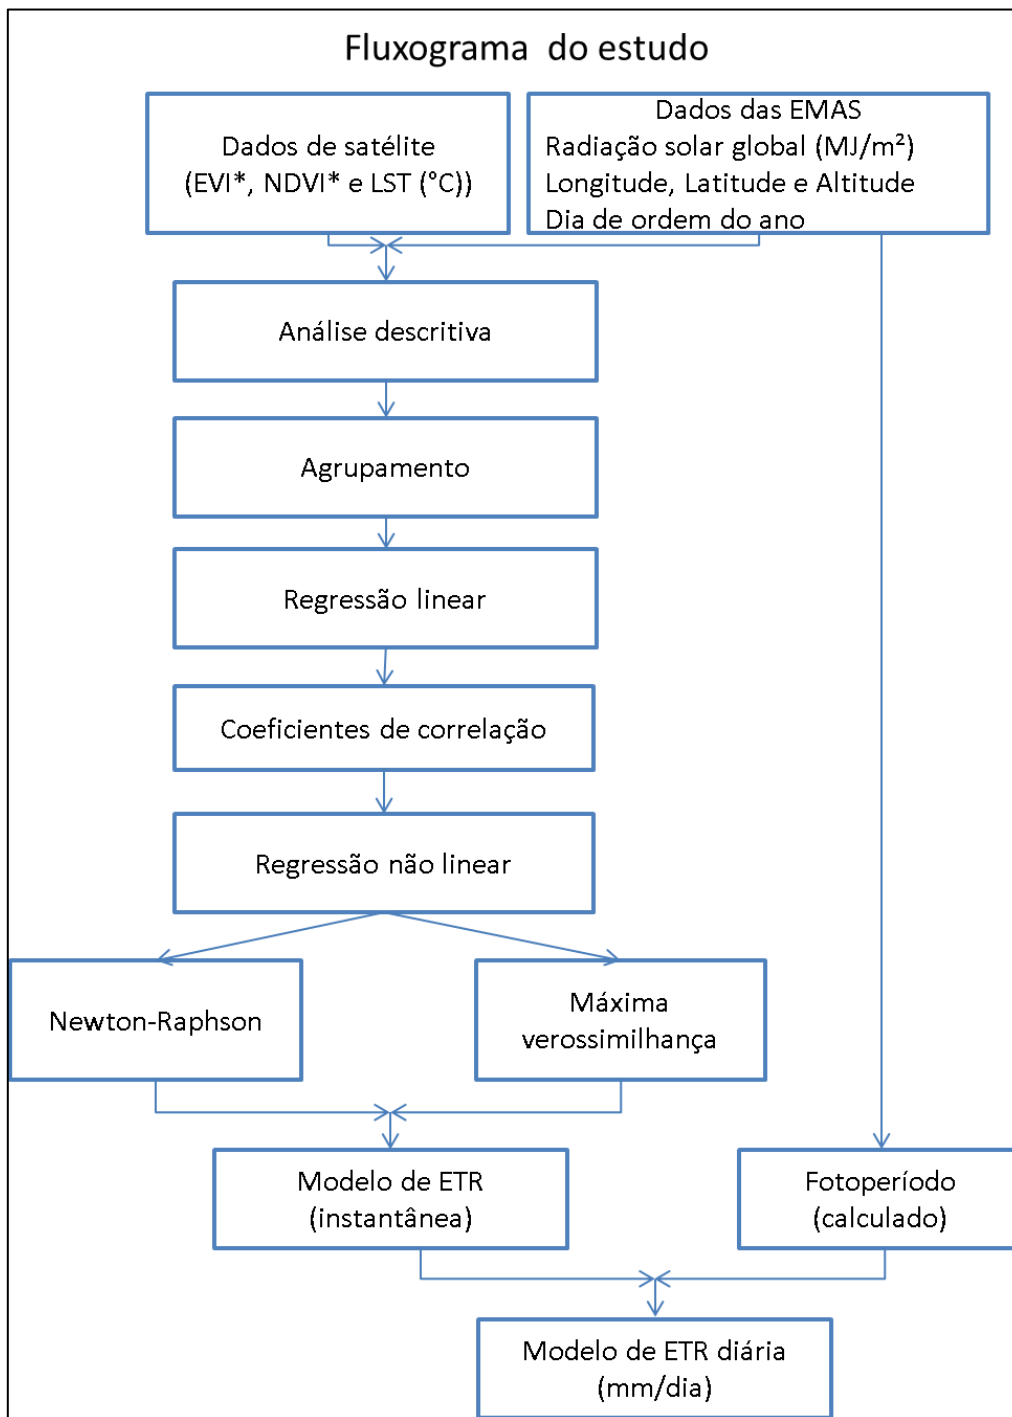 Fluxograma do estudo
Dados de satélite
(EVI*, NDVI* e LST (°C))
Dados das EMAS
Radiação solar global (MJ/m²)
Longitude, Latitude e Altitude
Dia de ordem do ano
Análise descritiva
Agrupamento
Regressão linear
Coeficientes de correlação
Regressão não linear
Newton-Raphson
Máxima
verossimilhança
Modelo de ETR
(instantânea)
Fotoperíodo
(calculado)
Modelo de ETR diária
(mm/dia)